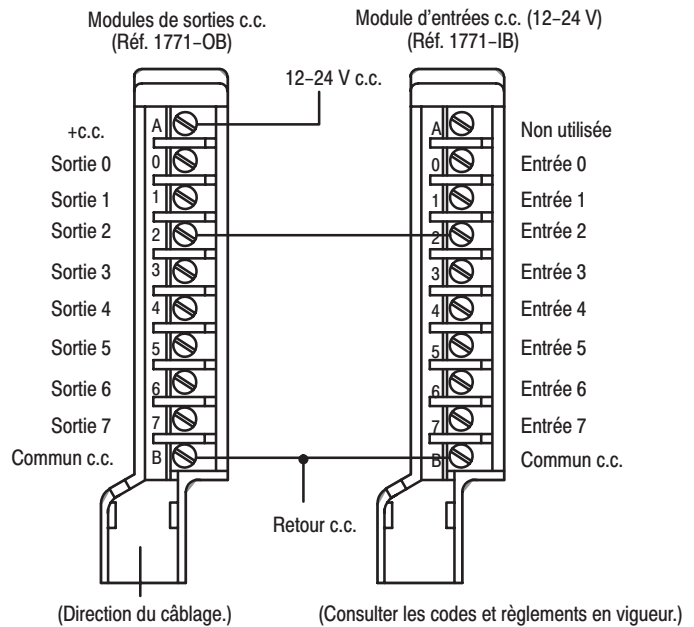 Modules de sorties c.c.
(Réf. 1771–OB)
Module d'entrées c.c. (12–24 V)
(Réf. 1771–IB)
12–24 V c.c.
+c.c. A A Non utilisée
Sortie 0 0 0 Entrée 0
Sortie 1 1 1 Entrée 1
Sortie 2 2 2 Entrée 2
Sortie 3 3 3 Entrée 3
Sortie 4 4 4 Entrée 4
Sortie 5 5 5 Entrée 5
Sortie 6 6 6 Entrée 6
Sortie 7 7 7 Entrée 7
Commun c.c. B B Commun c.c.
Retour c.c.
(Direction du câblage.)
(Consulter les codes et règlements en vigueur.)